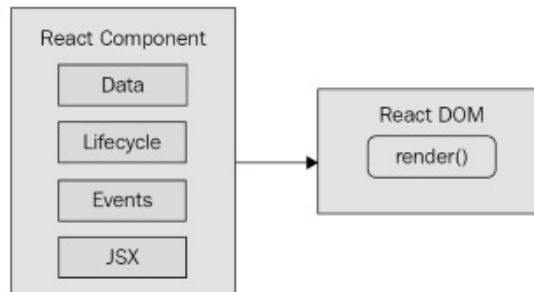 React Component
Data
Lifecycle
Events
JSX
React DOM
render()